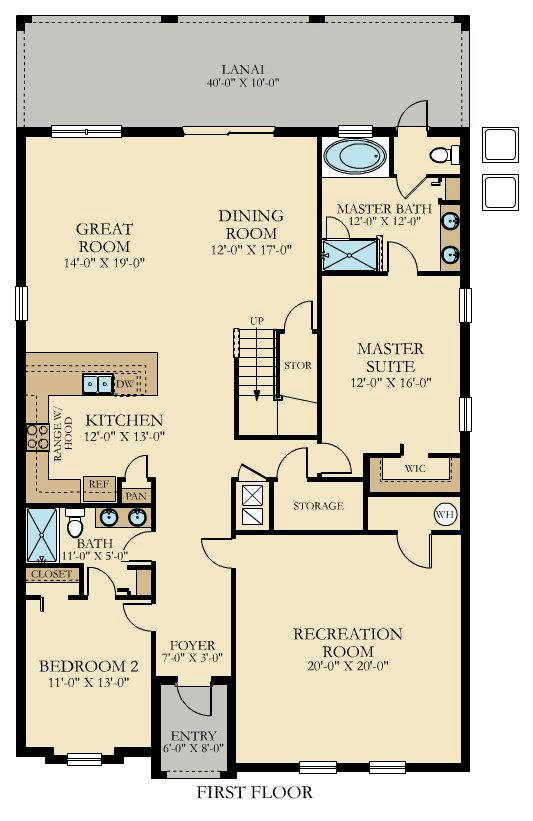 LANAI
40'-0" X 10'-0"
GREAT
ROOM
14'-0" X 19'-0"
DINING
ROOM
12'-0" X 17'-0"
MASTER BATH
12'-0" X 12'-0"
UP
STOR
MASTER
SUITE
12'-0" X 16'-0"
DW
KITCHEN
12'-0" X 13'-0"
RANGE W/
HOOD
REF
PAN
WIC
STORAGE
WH
BATH
11'-0" X 5'-0"
CLOSET
BEDROOM 2
11'-0" X 13'-0"
FOYER
7'-0" X 3'-0"
RECREATION
ROOM
20'-0" X 20'-0"
ENTRY
6'-0" X 8'-0"
FIRST FLOOR